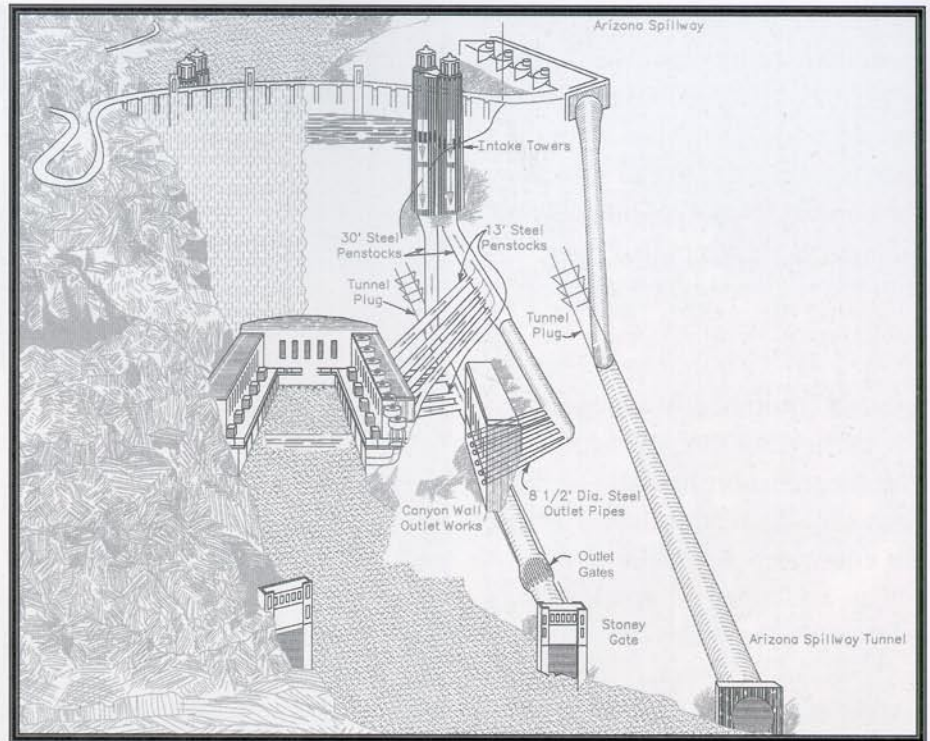 Arizona Spillway
Intake Towers
30' Steel
Penstocks
13' Steel
Penstocks
Tunnel
Plug
Tunnel
Plug
8 1/2' Dia. Steel
Outlet Pipes
Canyon Wall
Outlet Works
Outlet
Gates
Stoney
Gate
Arizona Spillway Tunnel